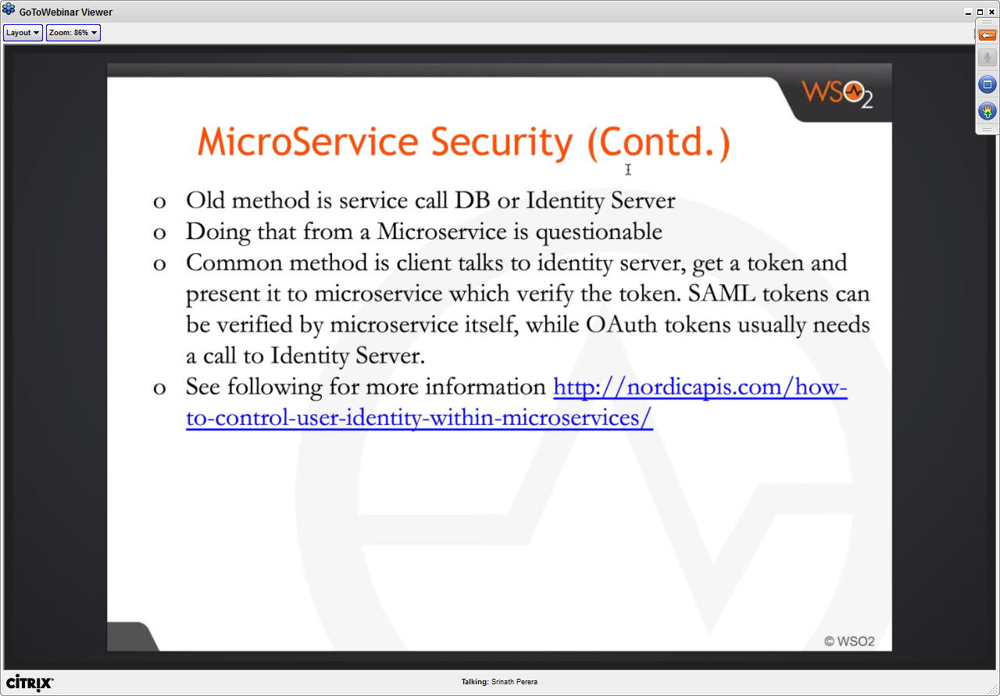 GoToWebinar Viewer
Layout
Zoom: 86%
WSO2
MicroService Security (Contd.)
o Old method is service call DB or Identity Server
o Doing that from a Microservice is questionable
o Common method is client talks to identity server, get a token and
present it to microservice which verify the token. SAML tokens can
be verified by microservice itself, while OAuth tokens usually needs
a call to Identity Server.
o See following for more information http://nordicapis.com/how-
to-control-user-identity-within-microservices/
© WSO2
CITRIX®
Talking: Srinath Perera